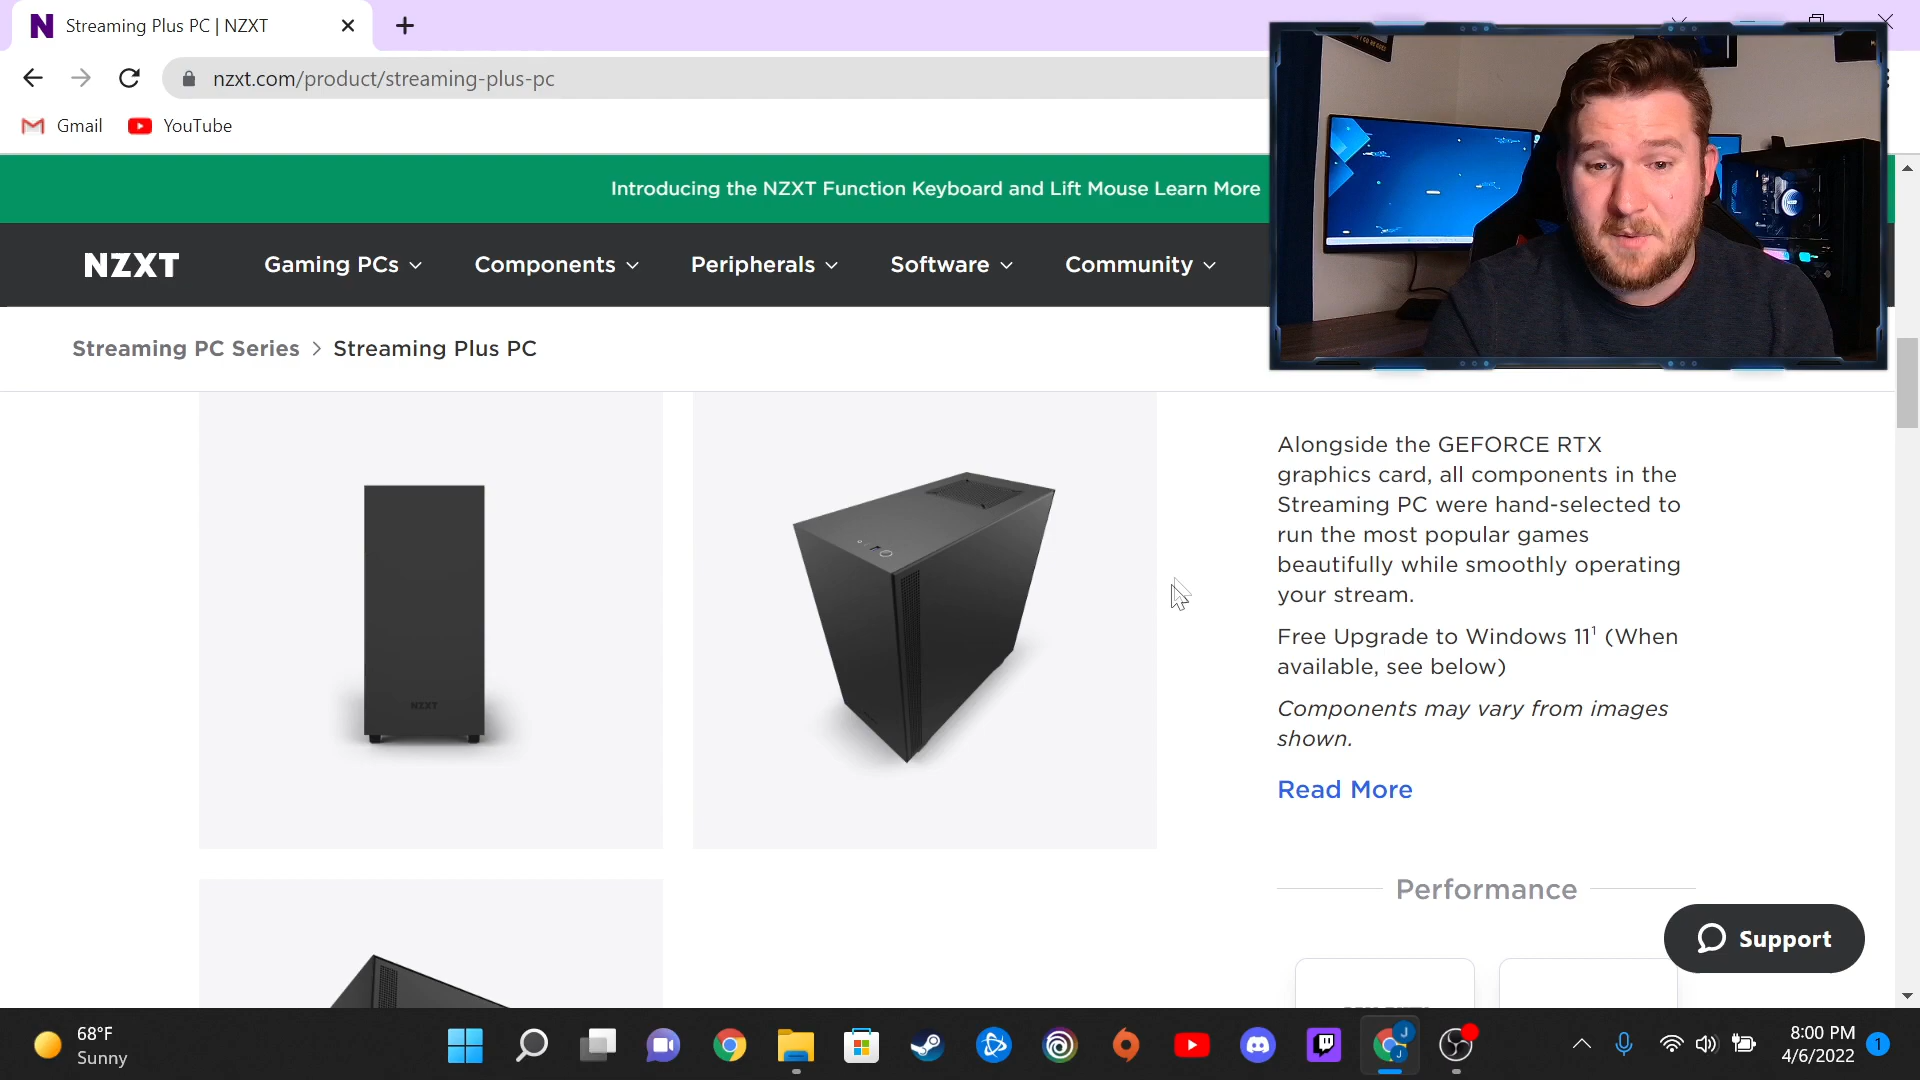 Streaming Plus PC | NZXT
nzxt.com/product/streaming-plus-pc
Gmail
YouTube
Introducing the NZXT Function Keyboard and Lift Mouse Learn More
NZXT
Gaming PCs
Components
Peripherals
Software
Community
Streaming PC Series > Streaming Plus PC
NZXT
Alongside the GEFORCE RTX
graphics card, all components in the
Streaming PC were hand-selected to
run the most popular games
beautifully while smoothly operating
your stream.
Free Upgrade to Windows 11¹ (When
available, see below)
Components may vary from images
shown.
Read More
Performance
Support
68°F
Sunny
8:00 PM
4/6/2022
1